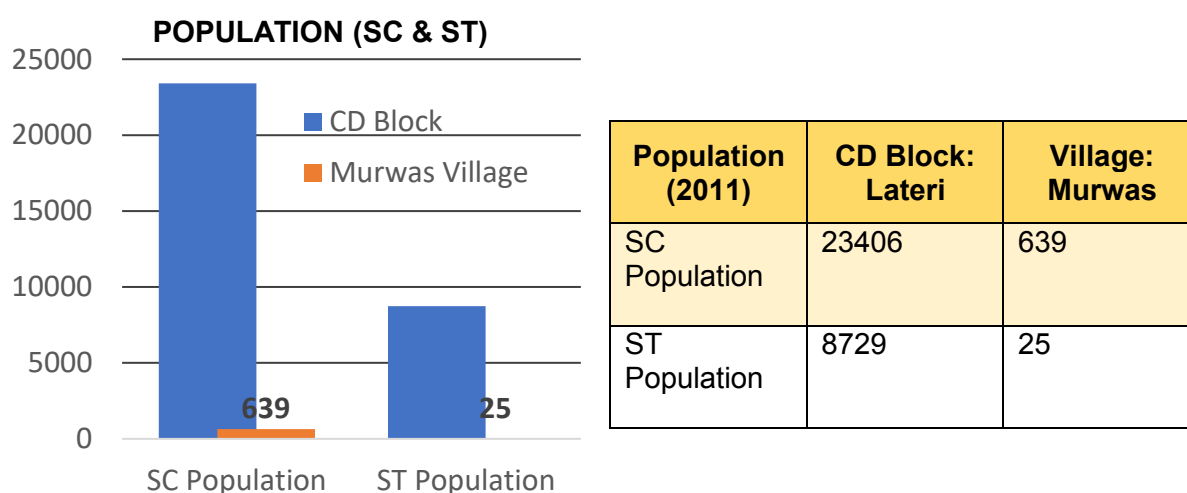 POPULATION (SC & ST)
25000
20000
15000
10000
5000
0
CD Block
Murwas Village
639
25
SC Population
ST Population
Population (2011)
CD Block: Lateri
Village: Murwas
SC Population
23406
639
ST Population
8729
25